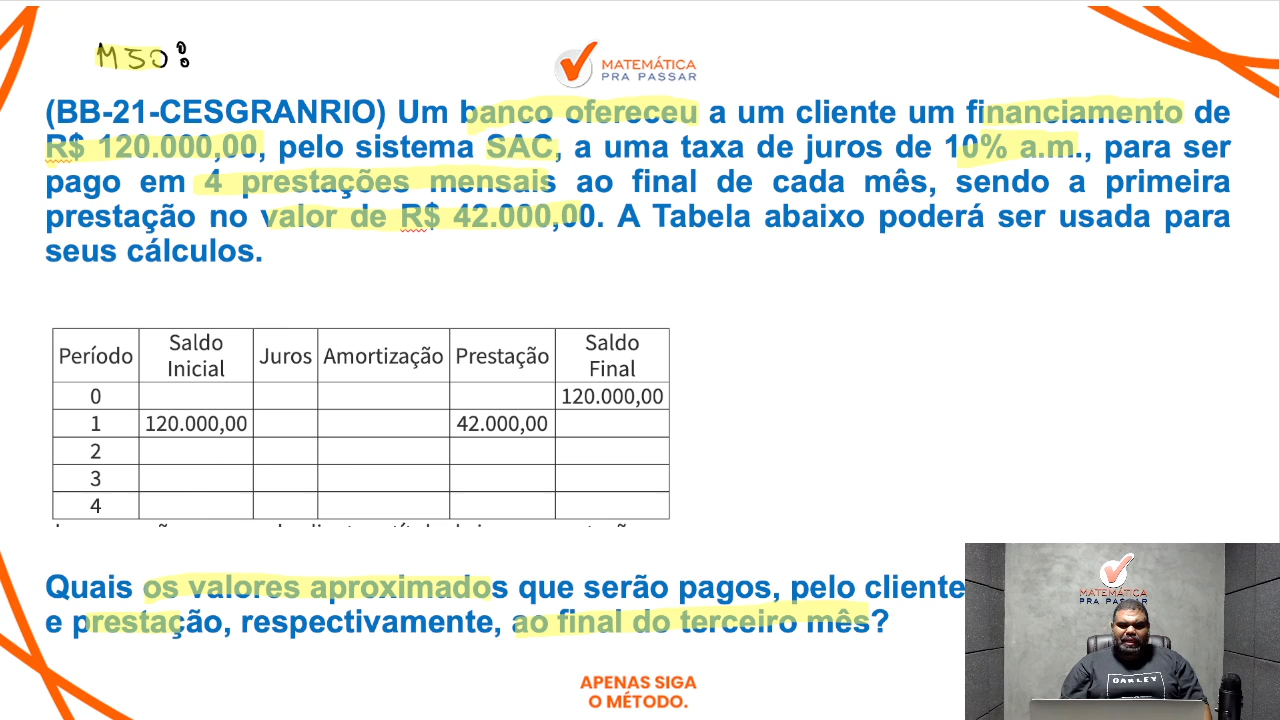 M50:
MATEMÁTICA
PRA PASSAR
(BB-21-CESGRANRIO) Um banco ofereceu a um cliente um financiamento de
R$ 120.000,00, pelo sistema SAC, a uma taxa de juros de 10% a.m., para ser
pago em 4 prestações mensais ao final de cada mês, sendo a primeira
prestação no valor de R$ 42.000,00. A Tabela abaixo poderá ser usada para
seus cálculos.
Período Saldo Inicial Juros Amortização Prestação Saldo Final
0 120.000,00
1 120.000,00 42.000,00
2
3
4
Quais os valores aproximados que serão pagos, pelo cliente
e prestação, respectivamente, ao final do terceiro mês?
MATEMÁTICA
PRA PASSAR
OAKLEY
APENAS SIGA
O MÉTODO.